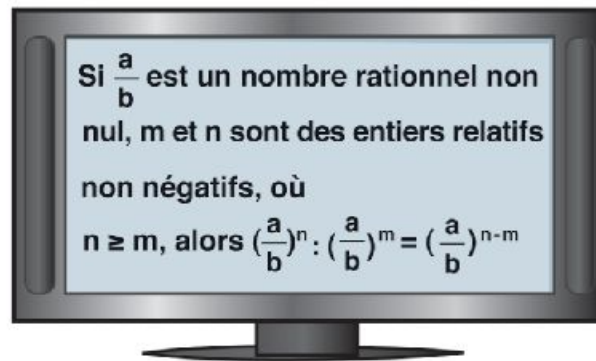 Si a/b est un nombre rationnel non
nul, m et n sont des entiers relatifs
non négatifs, où
n ≥ m, alors (a/b)ⁿ : (a/b)ᵐ = (a/b)ⁿ⁻ᵐ